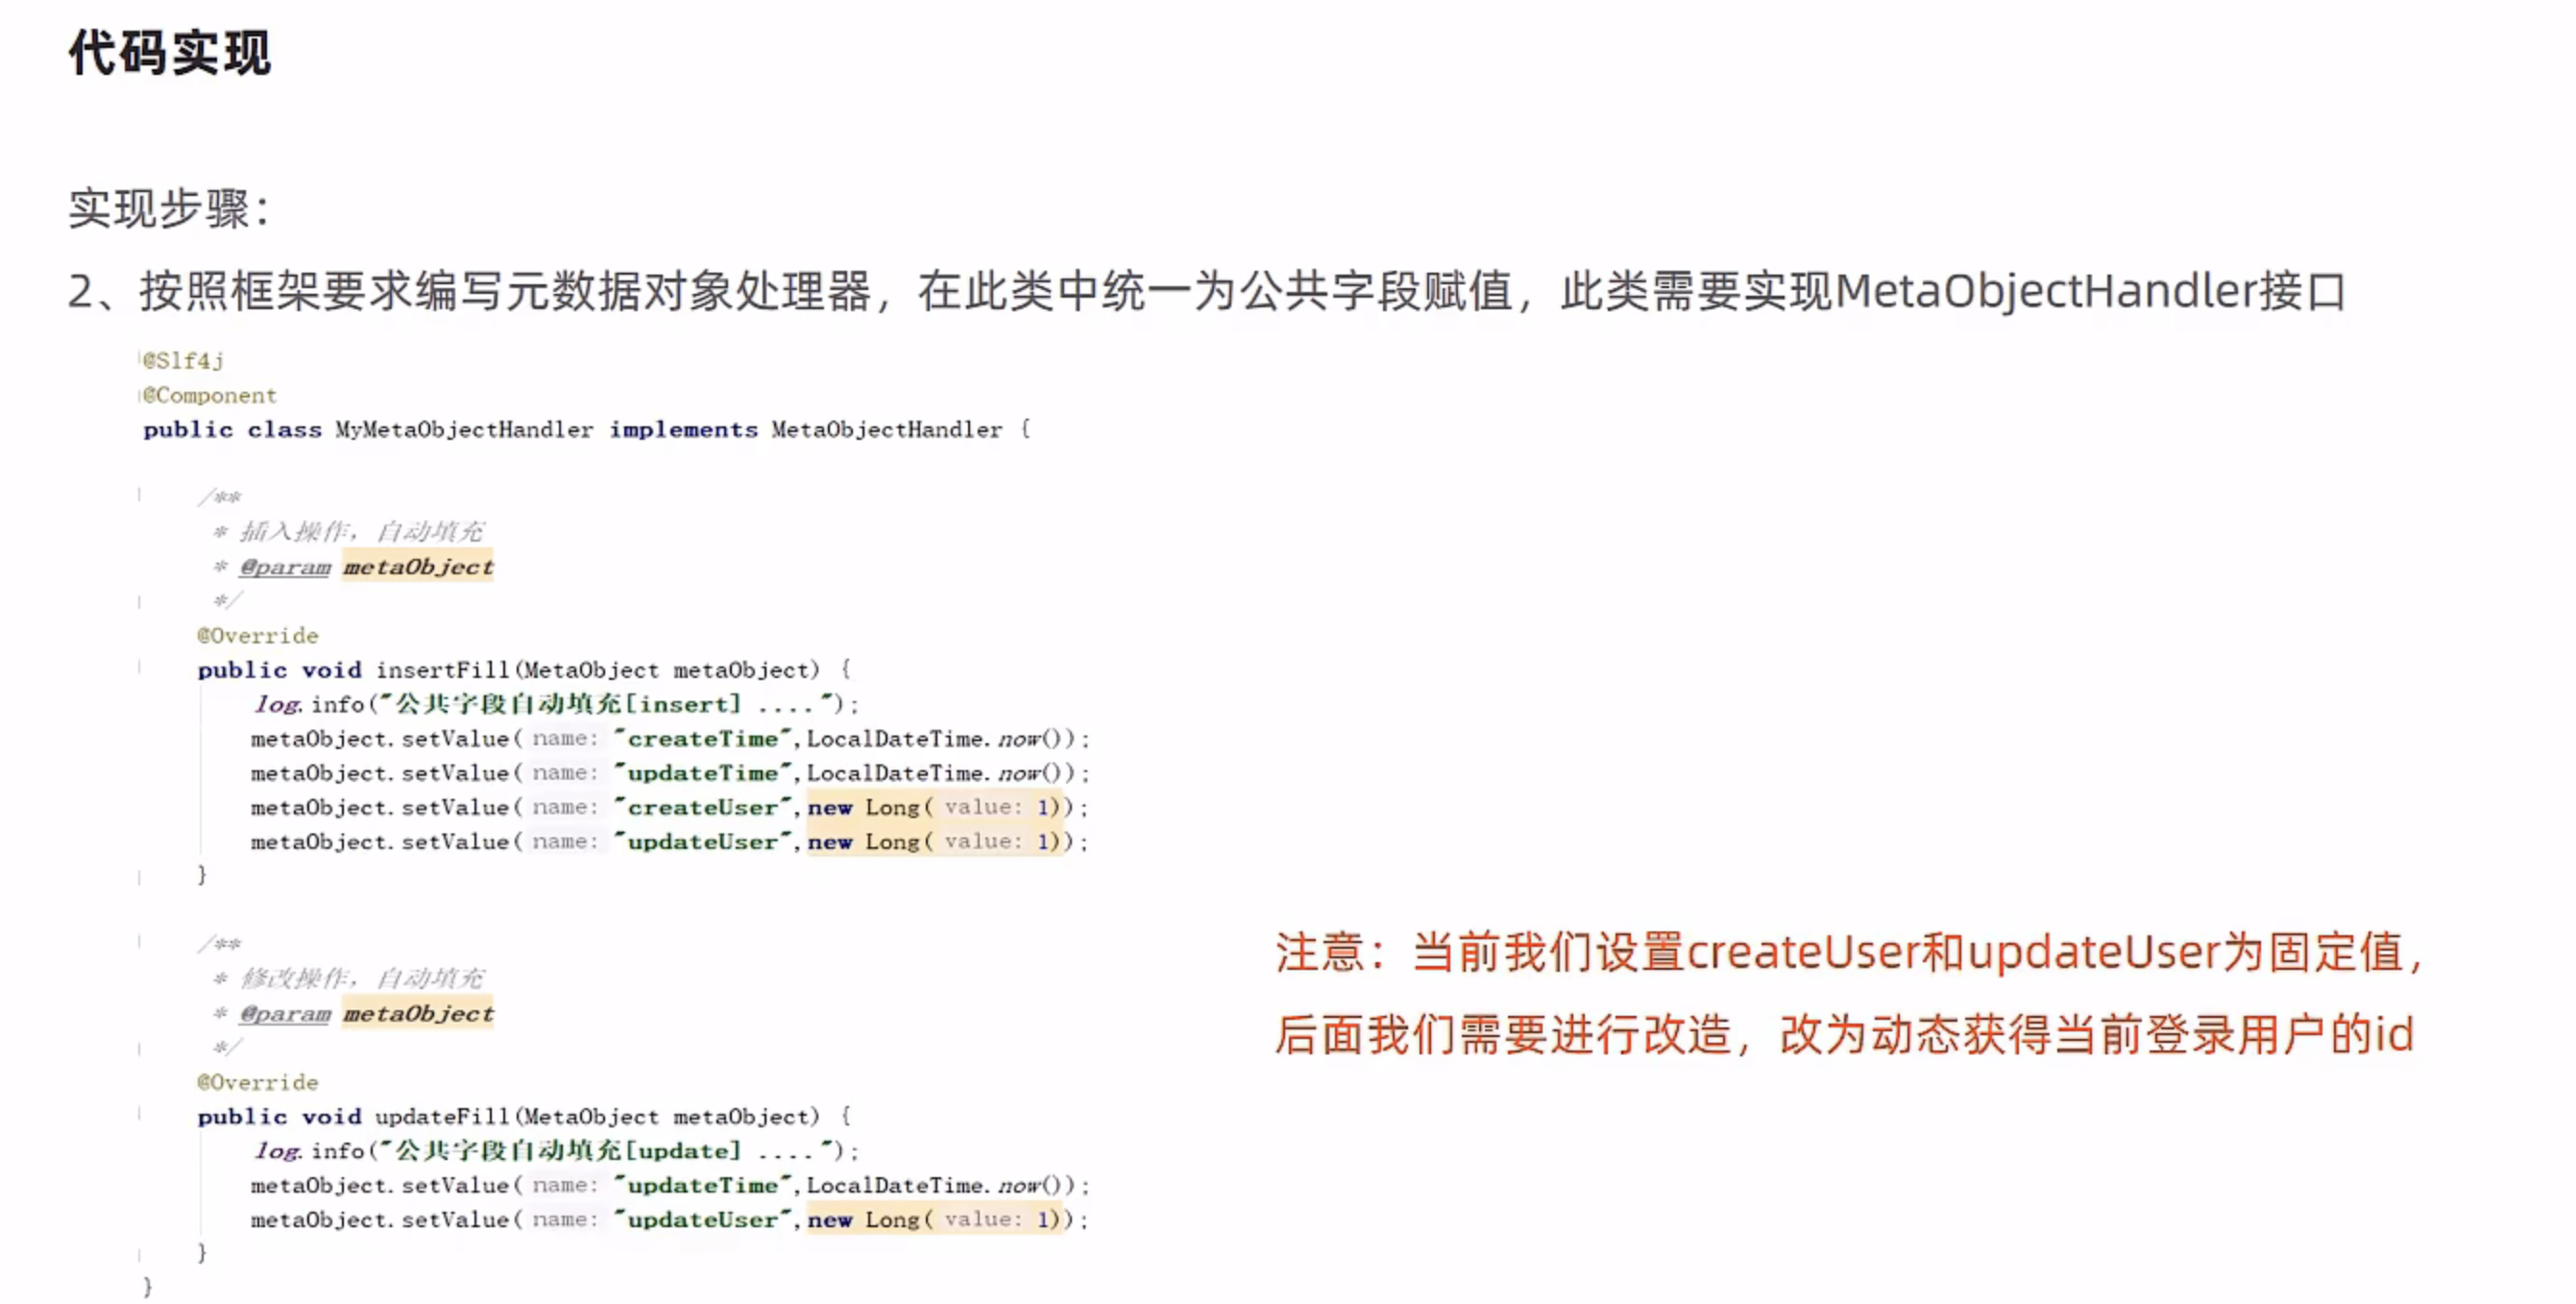 代码实现
实现步骤：
2、按照框架要求编写元数据对象处理器，在此类中统一为公共字段赋值，此类需要实现MetaObjectHandler接口
@Slf4j
@Component
public class MyMetaObjectHandler implements MetaObjectHandler {
/**
* 插入操作，自动填充
* @param metaObject
*/
@Override
public void insertFill(MetaObject metaObject) {
log.info("公共字段自动填充[insert] ....");
metaObject.setValue( name: "createTime",LocalDateTime.now());
metaObject.setValue( name: "updateTime",LocalDateTime.now());
metaObject.setValue( name: "createUser",new Long( value: 1));
metaObject.setValue( name: "updateUser",new Long( value: 1));
}
/**
* 修改操作，自动填充
* @param metaObject
*/
@Override
public void updateFill(MetaObject metaObject) {
log.info("公共字段自动填充[update] ....");
metaObject.setValue( name: "updateTime",LocalDateTime.now());
metaObject.setValue( name: "updateUser",new Long( value: 1));
}
}
注意：当前我们设置createUser和updateUser为固定值，
后面我们需要进行改造，改为动态获得当前登录用户的id